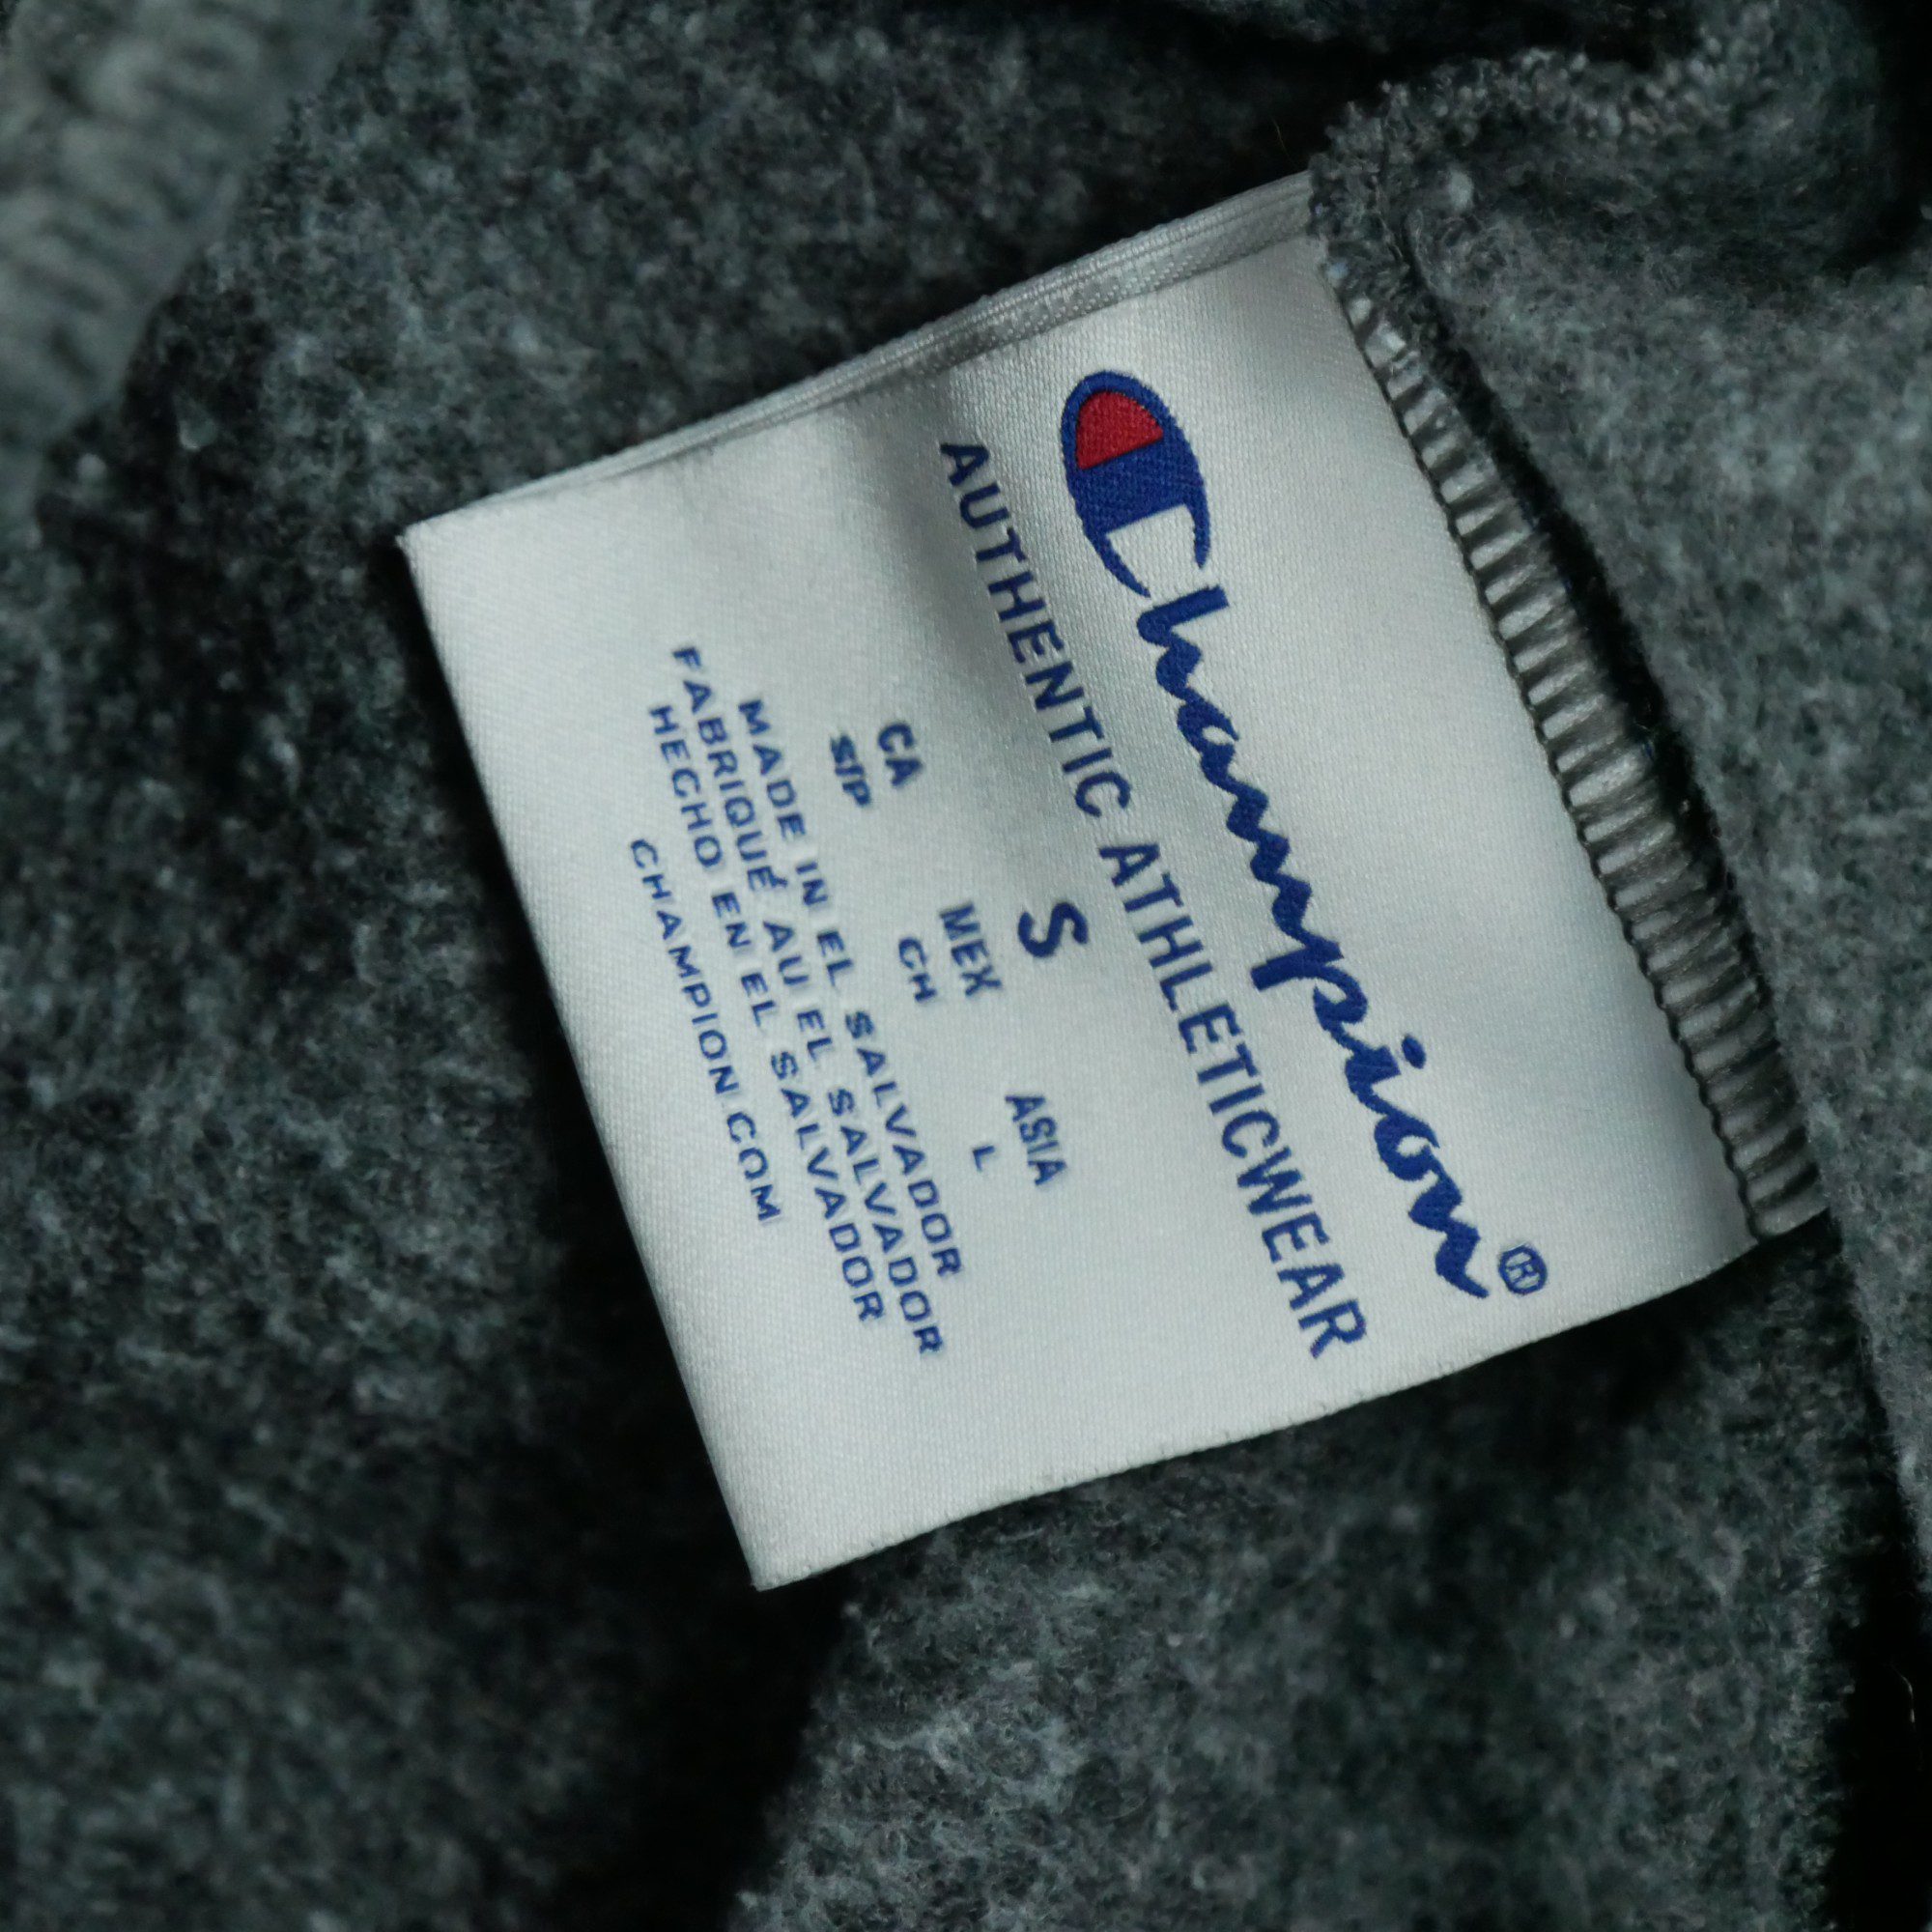 Champion®
AUTHENTIC ATHLETICWEAR
S
CA MEX ASIA
S/P CH L
MADE IN EL SALVADOR
FABRIQUÉ AU EL SALVADOR
HECHO EN EL SALVADOR
CHAMPION.COM